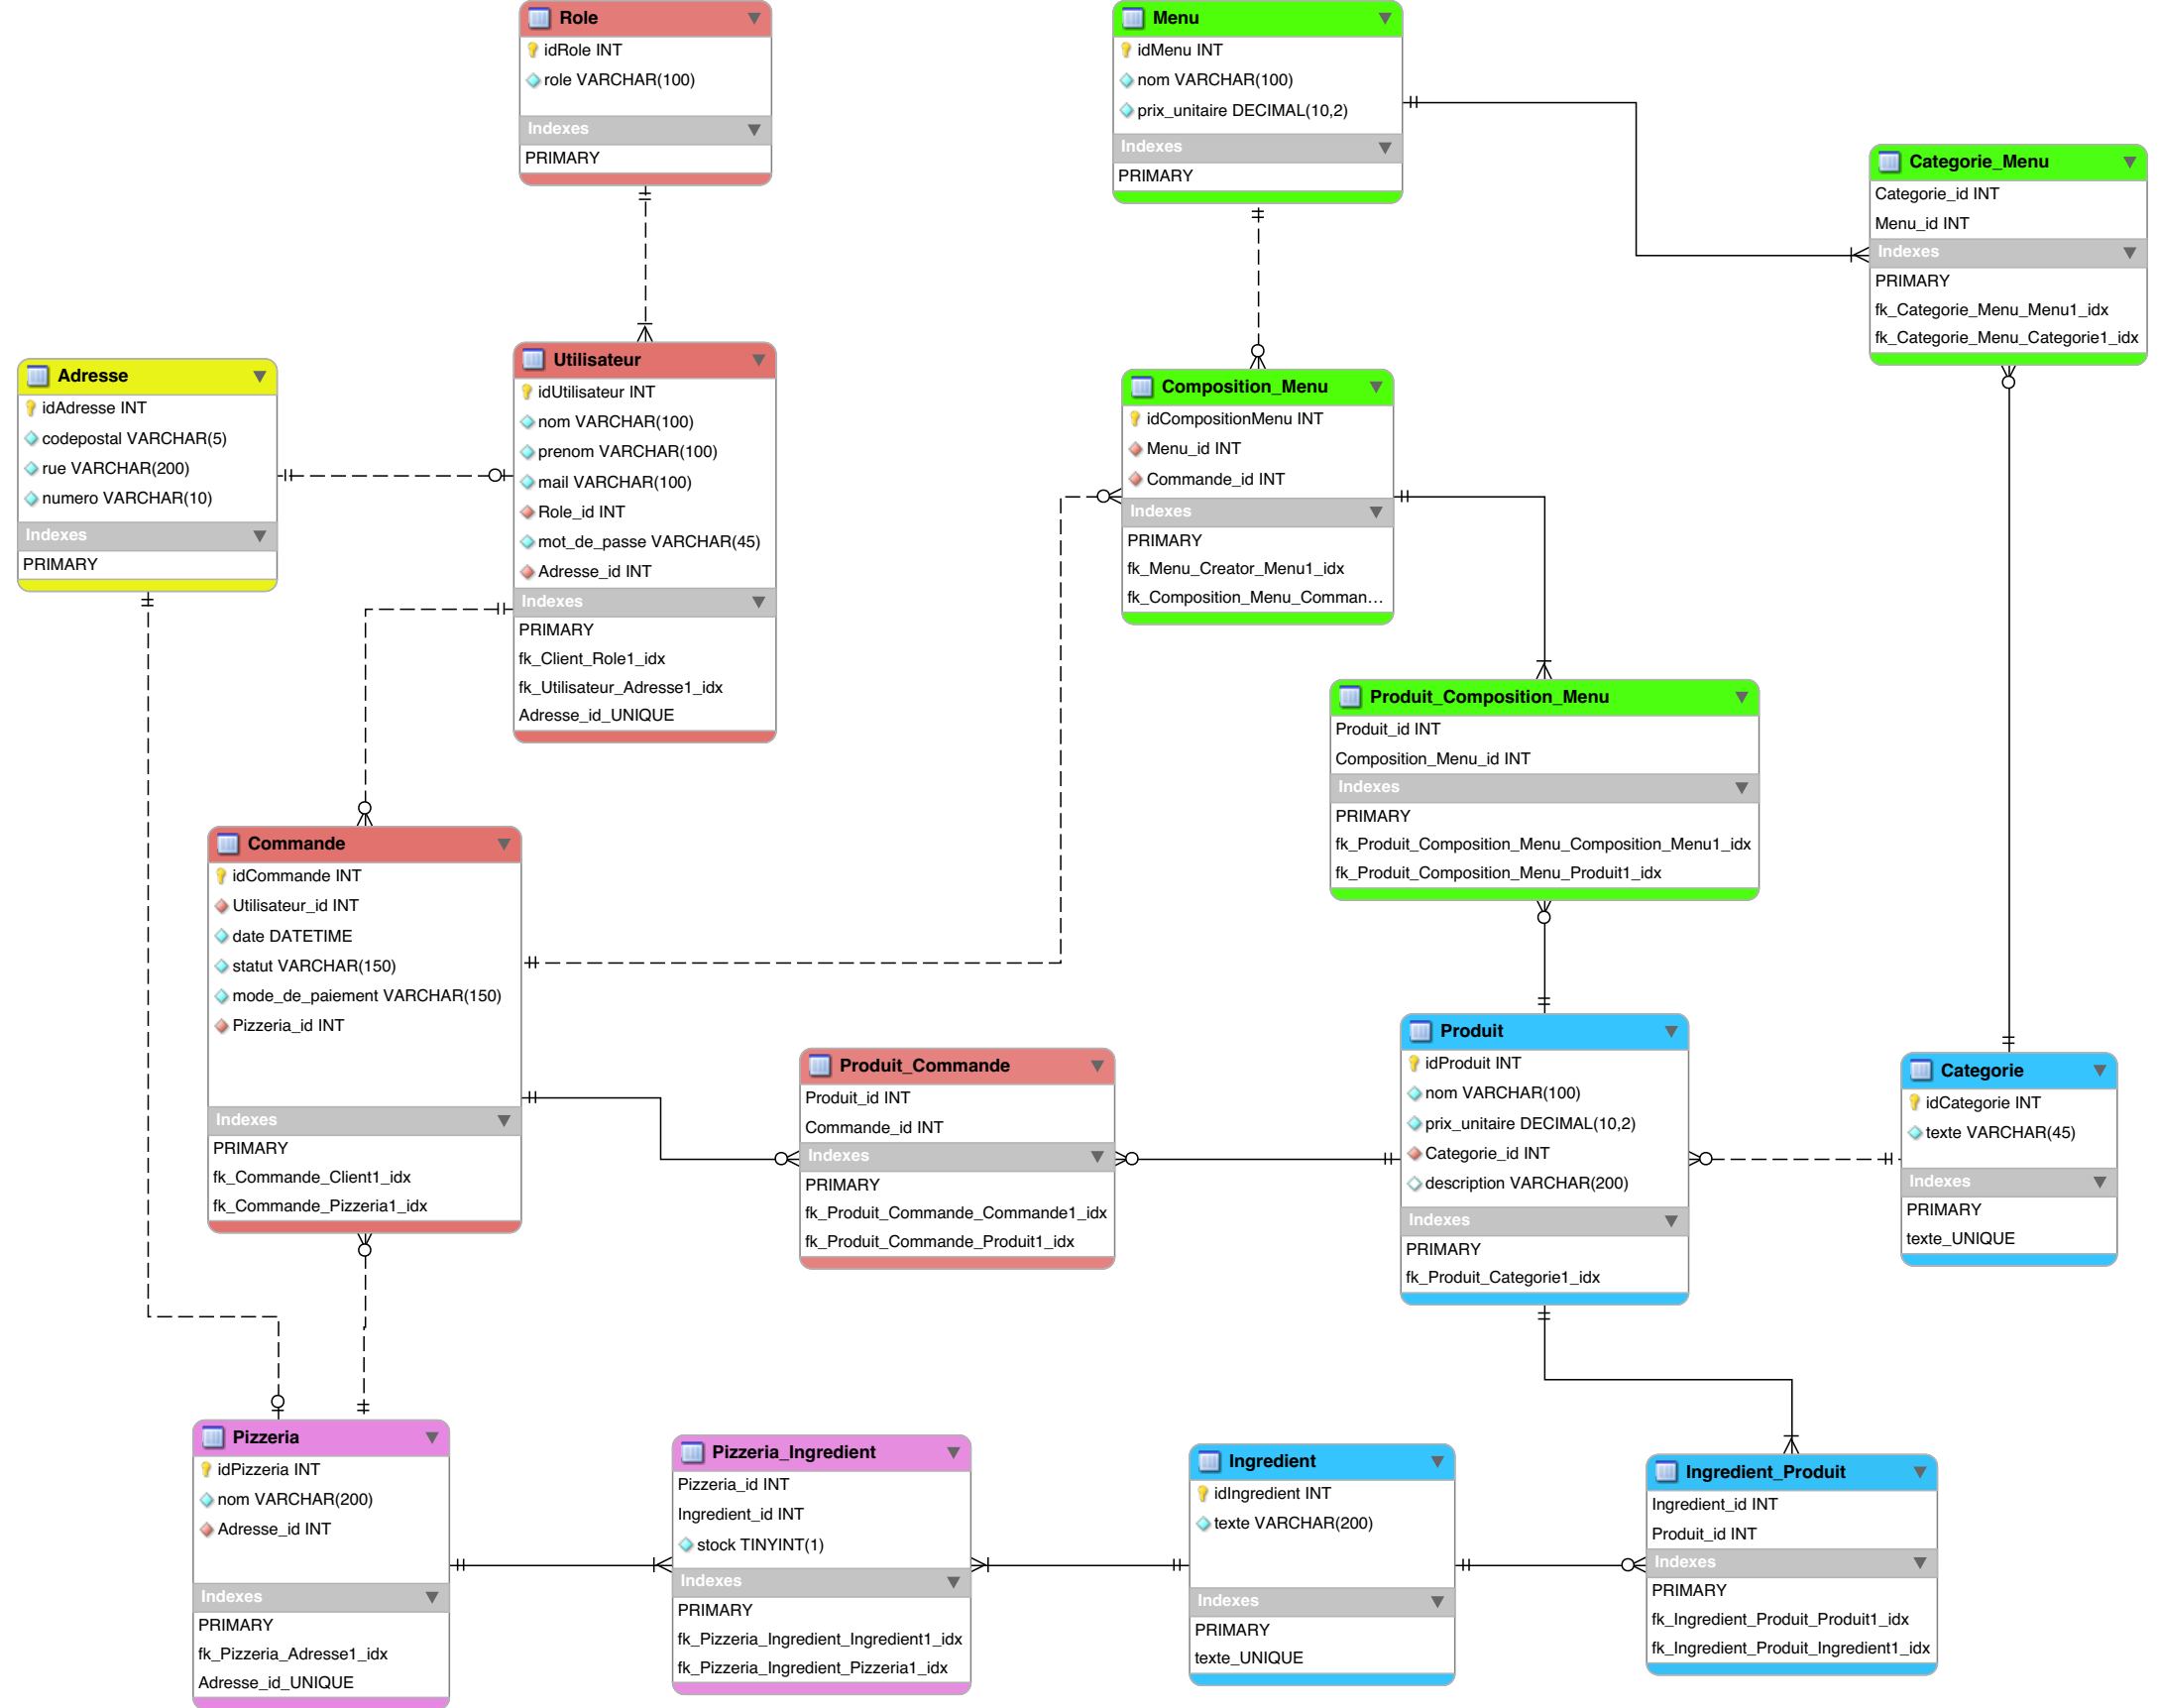 Role
idRole INT
role VARCHAR(100)
Indexes
PRIMARY
Menu
idMenu INT
nom VARCHAR(100)
prix_unitaire DECIMAL(10,2)
Indexes
PRIMARY
Categorie_Menu
Categorie_id INT
Menu_id INT
Indexes
PRIMARY
fk_Categorie_Menu_Menu1_idx
fk_Categorie_Menu_Categorie1_idx
Adresse
idAdresse INT
codepostal VARCHAR(5)
rue VARCHAR(200)
numero VARCHAR(10)
Indexes
PRIMARY
Utilisateur
idUtilisateur INT
nom VARCHAR(100)
prenom VARCHAR(100)
mail VARCHAR(100)
Role_id INT
mot_de_passe VARCHAR(45)
Adresse_id INT
Indexes
PRIMARY
fk_Client_Role1_idx
fk_Utilisateur_Adresse1_idx
Adresse_id_UNIQUE
Composition_Menu
idCompositionMenu INT
Menu_id INT
Commande_id INT
Indexes
PRIMARY
fk_Menu_Creator_Menu1_idx
fk_Composition_Menu_Comman…
Produit_Composition_Menu
Produit_id INT
Composition_Menu_id INT
Indexes
PRIMARY
fk_Produit_Composition_Menu_Composition_Menu1_idx
fk_Produit_Composition_Menu_Produit1_idx
Commande
idCommande INT
Utilisateur_id INT
date DATETIME
statut VARCHAR(150)
mode_de_paiement VARCHAR(150)
Pizzeria_id INT
Indexes
PRIMARY
fk_Commande_Client1_idx
fk_Commande_Pizzeria1_idx
Produit_Commande
Produit_id INT
Commande_id INT
Indexes
PRIMARY
fk_Produit_Commande_Commande1_idx
fk_Produit_Commande_Produit1_idx
Produit
idProduit INT
nom VARCHAR(100)
prix_unitaire DECIMAL(10,2)
Categorie_id INT
description VARCHAR(200)
Indexes
PRIMARY
fk_Produit_Categorie1_idx
Categorie
idCategorie INT
texte VARCHAR(45)
Indexes
PRIMARY
texte_UNIQUE
Pizzeria
idPizzeria INT
nom VARCHAR(200)
Adresse_id INT
Indexes
PRIMARY
fk_Pizzeria_Adresse1_idx
Adresse_id_UNIQUE
Pizzeria_Ingredient
Pizzeria_id INT
Ingredient_id INT
stock TINYINT(1)
Indexes
PRIMARY
fk_Pizzeria_Ingredient_Ingredient1_idx
fk_Pizzeria_Ingredient_Pizzeria1_idx
Ingredient
idIngredient INT
texte VARCHAR(200)
Indexes
PRIMARY
texte_UNIQUE
Ingredient_Produit
Ingredient_id INT
Produit_id INT
Indexes
PRIMARY
fk_Ingredient_Produit_Produit1_idx
fk_Ingredient_Produit_Ingredient1_idx